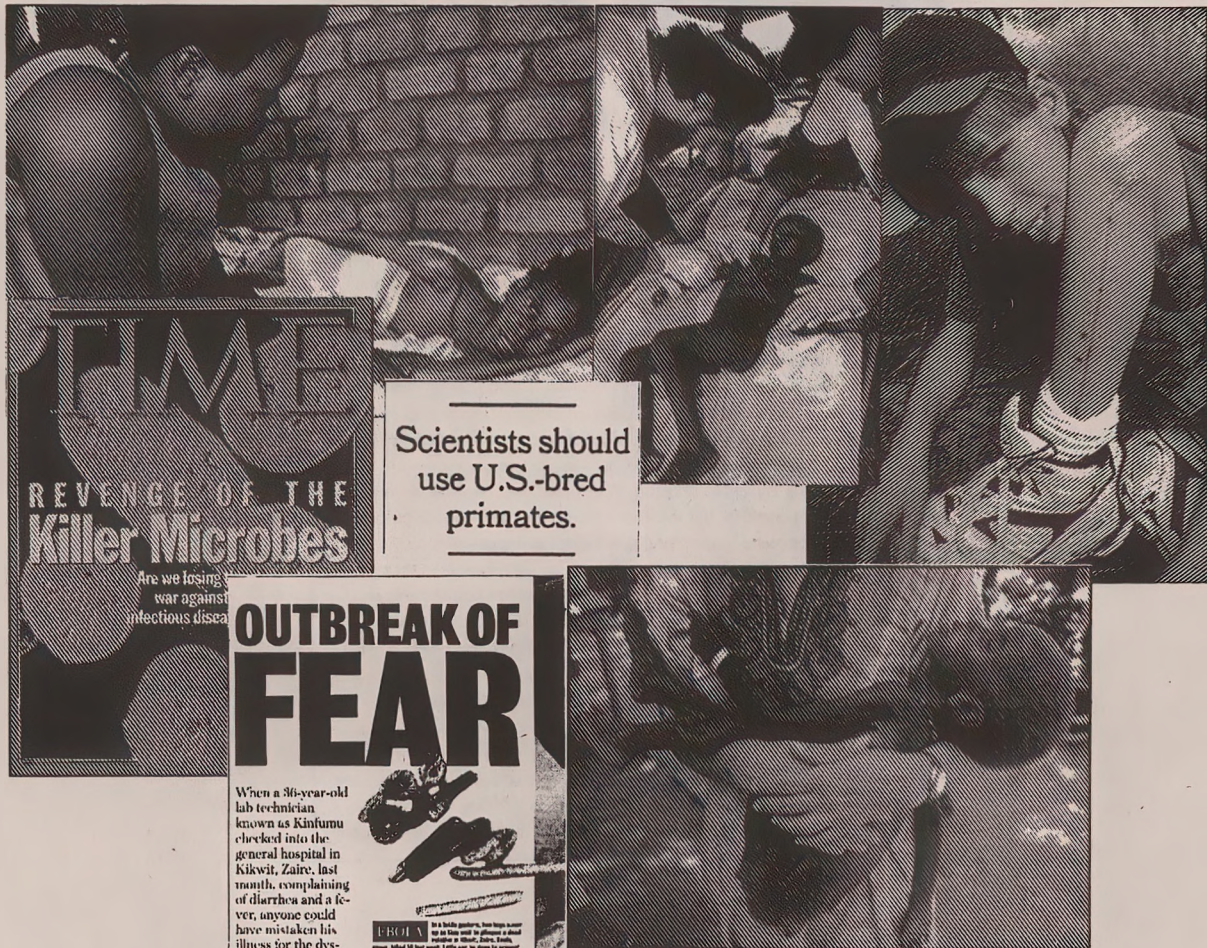 TIME
REVENGE OF THE
Killer Microbes
Are we losing
war against
infectious disea
Scientists should
use U.S.-bred
primates.
OUTBREAK OF
FEAR
When a 36-year-old
lab technician
known as Kinfumu
checked into the
general hospital in
Kikwit, Zaire, last
month, complaining
of diarrhea and a fe-
ver, anyone could
have mistaken his
illness for the dys-
EBOLA